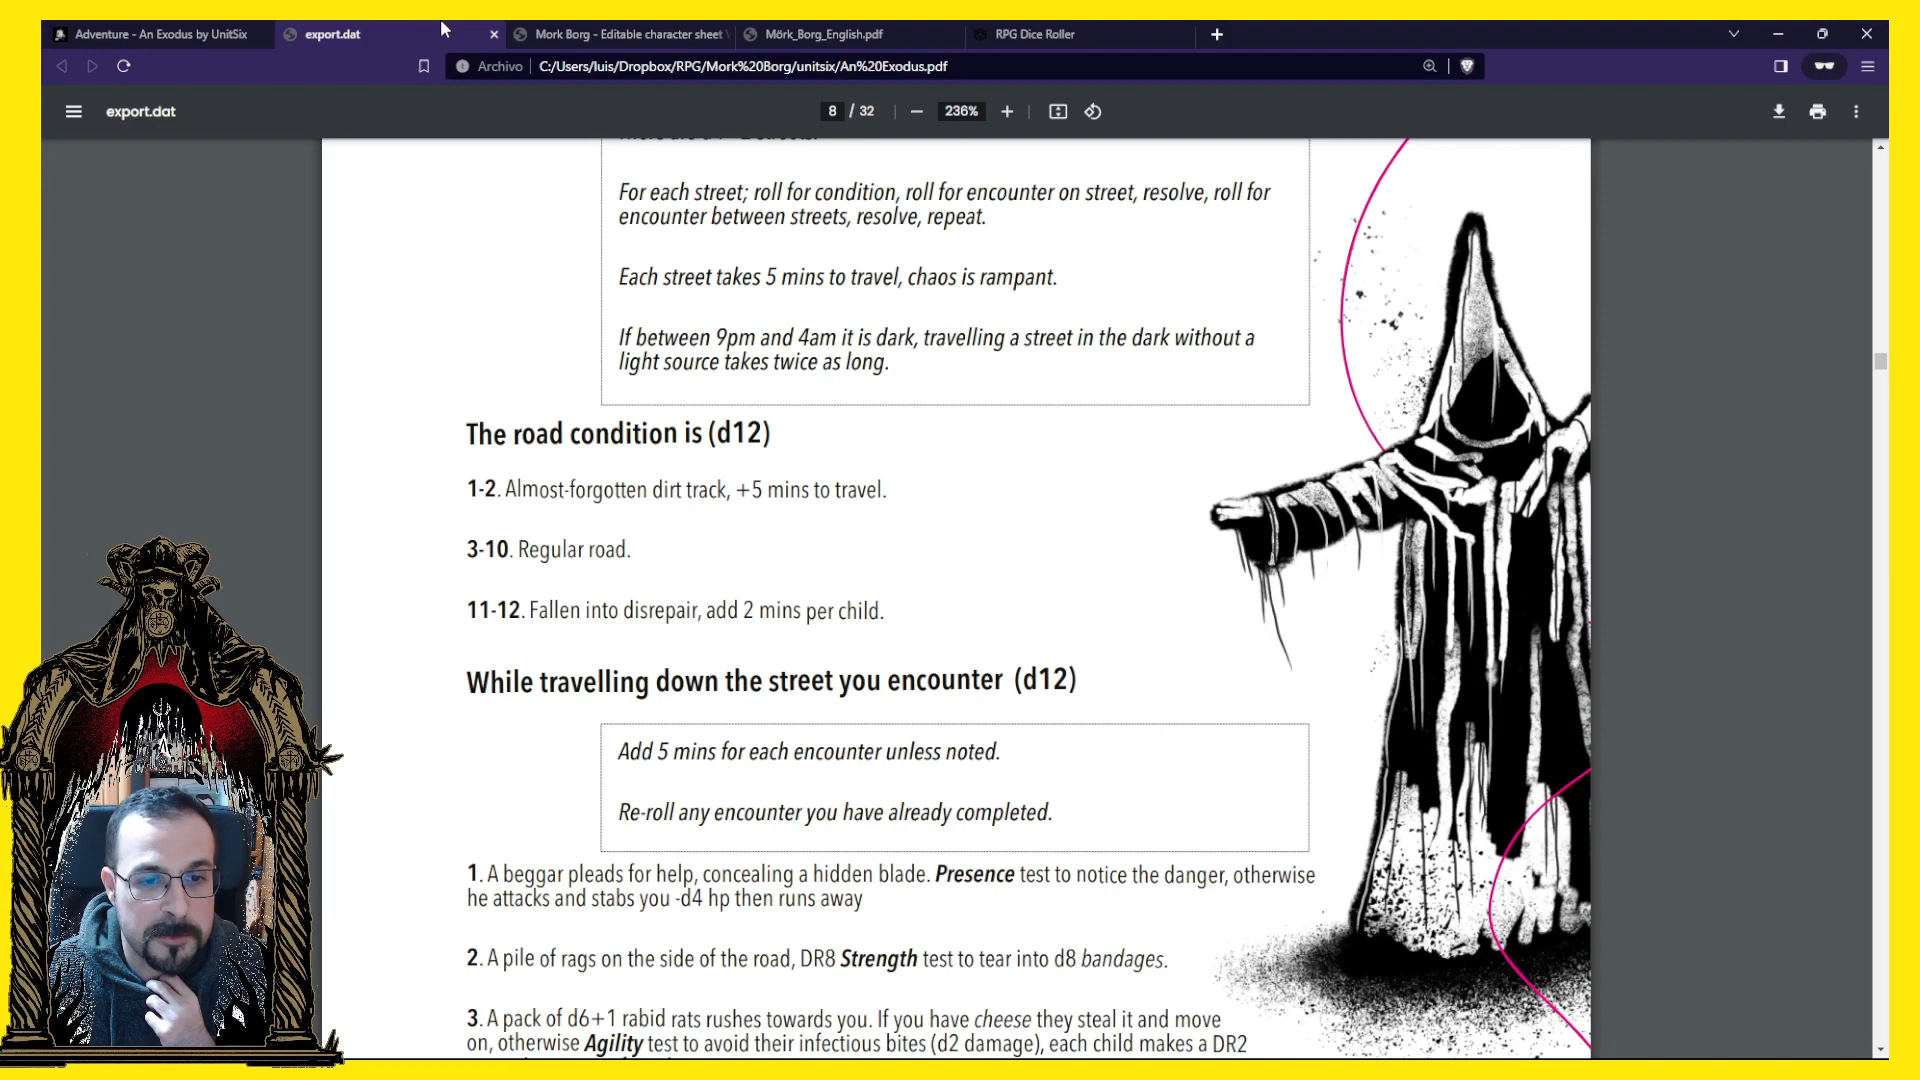 Adventure - An Exodus by UnitSix
export.dat
Mork Borg - Editable character sheet
Mörk_Borg_English.pdf
RPG Dice Roller
Archivo
C:/Users/luis/Dropbox/RPG/Mork%20Borg/unitsix/An%20Exodus.pdf
export.dat
8 / 32
236%
For each street; roll for condition, roll for encounter on street, resolve, roll for
encounter between streets, resolve, repeat.
Each street takes 5 mins to travel, chaos is rampant.
If between 9pm and 4am it is dark, travelling a street in the dark without a
light source takes twice as long.
The road condition is (d12)
1-2. Almost-forgotten dirt track, +5 mins to travel.
3-10. Regular road.
11-12. Fallen into disrepair, add 2 mins per child.
While travelling down the street you encounter (d12)
Add 5 mins for each encounter unless noted.
Re-roll any encounter you have already completed.
1. A beggar pleads for help, concealing a hidden blade. Presence test to notice the danger, otherwise
he attacks and stabs you -d4 hp then runs away
2. A pile of rags on the side of the road, DR8 Strength test to tear into d8 bandages.
3. A pack of d6+1 rabid rats rushes towards you. If you have cheese they steal it and move
on, otherwise Agility test to avoid their infectious bites (d2 damage), each child makes a DR2